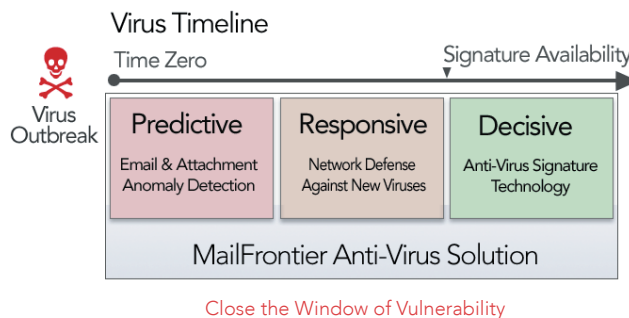 Virus Timeline
Time Zero
Signature Availability
Virus
Outbreak
Predictive
Email & Attachment
Anomaly Detection
Responsive
Network Defense
Against New Viruses
Decisive
Anti-Virus Signature
Technology
MailFrontier Anti-Virus Solution
Close the Window of Vulnerability